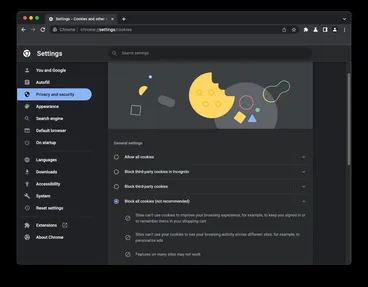 Settings - Cookies and other
Chrome | chrome://settings/cookies
Settings
Search settings
You and Google
Autofill
Privacy and security
Appearance
Search engine
Default browser
On startup
Languages
Downloads
Accessibility
System
Reset settings
Extensions
About Chrome
General settings
Allow all cookies
Block third-party cookies in Incognito
Block third-party cookies
Block all cookies (not recommended)
Sites can't use cookies to improve your browsing experience, for example, to keep you signed in or
to remember items in your shopping cart
Sites can't use your cookies to see your browsing activity across different sites, for example, to
personalize ads
Features on many sites may not work